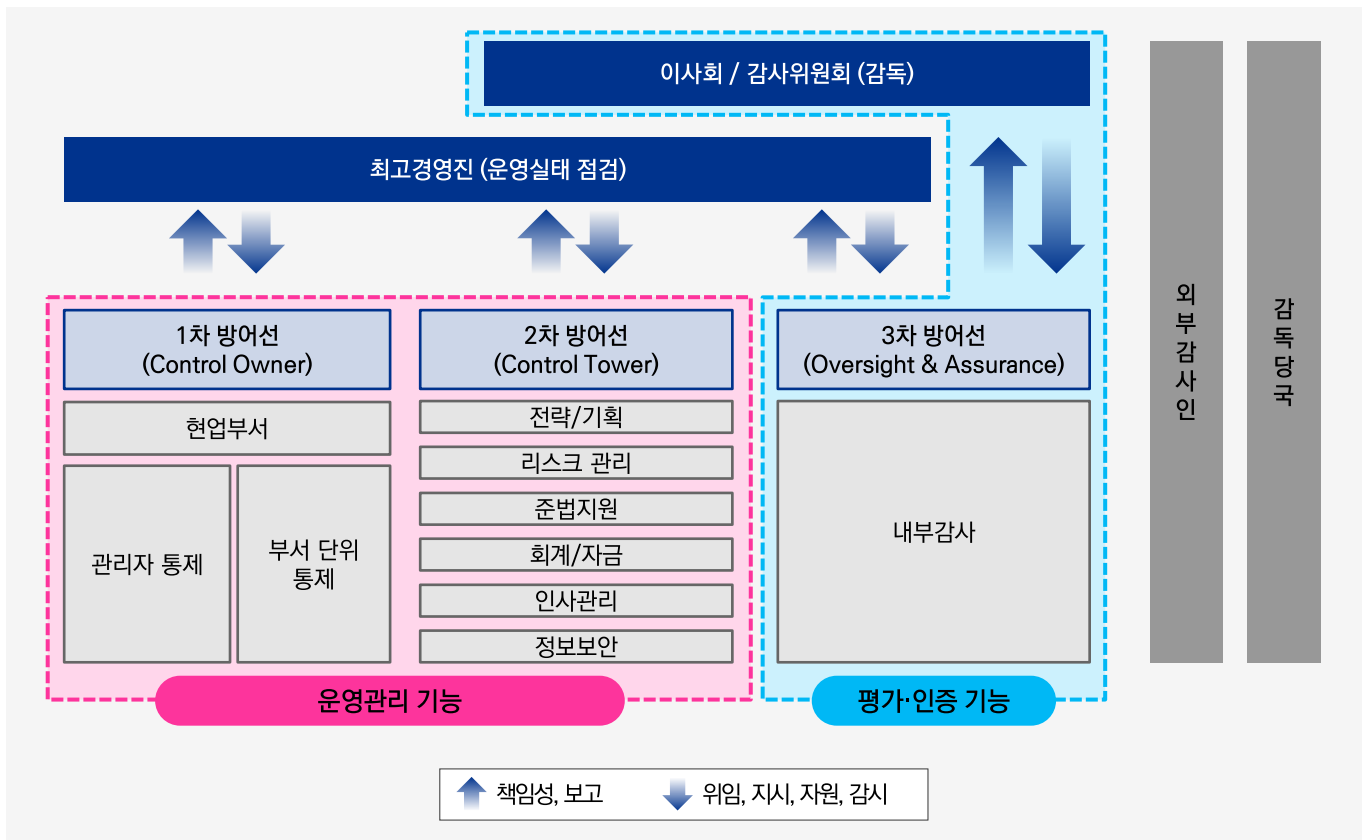 이사회 / 감사위원회 (감독)
최고경영진 (운영실태 점검)
1차 방어선
(Control Owner)
현업부서
관리자 통제
부서 단위
통제
2차 방어선
(Control Tower)
전략/기획
리스크 관리
준법지원
회계/자금
인사관리
정보보안
운영관리 기능
3차 방어선
(Oversight & Assurance)
내부감사
평가·인증 기능
외부감사인
감독당국
책임성, 보고
위임, 지시, 자원, 감시